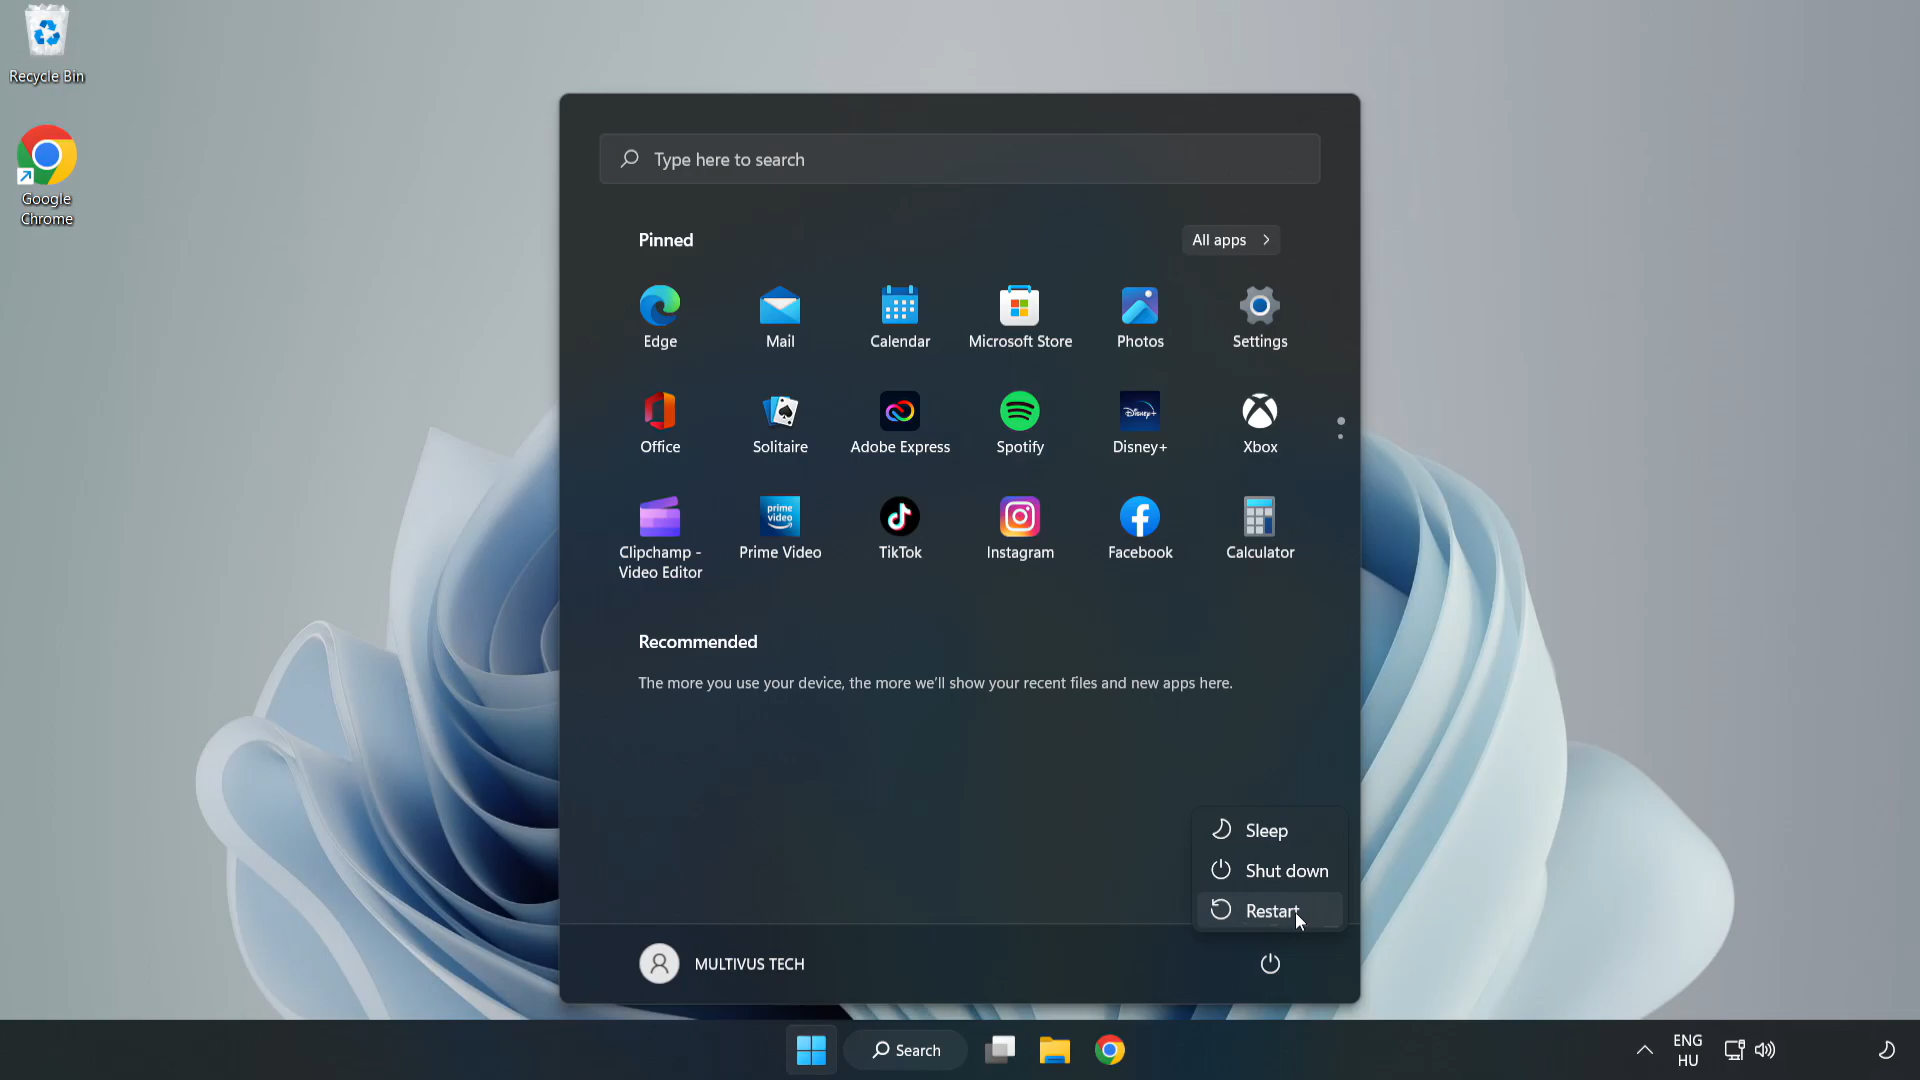 Recycle Bin
Google
Chrome
Type here to search
Pinned
All apps
Edge
Mail
Calendar
Microsoft Store
Photos
Settings
Office
Solitaire
Adobe Express
Disney+
Spotify
Disney+
Xbox
prime
video
Clipchamp -
Video Editor
Prime Video
TikTok
Instagram
Facebook
Calculator
Recommended
The more you use your device, the more we'll show your recent files and new apps here.
Sleep
Shut down
Restart
MULTIVUS TECH
Search
ENG
HU